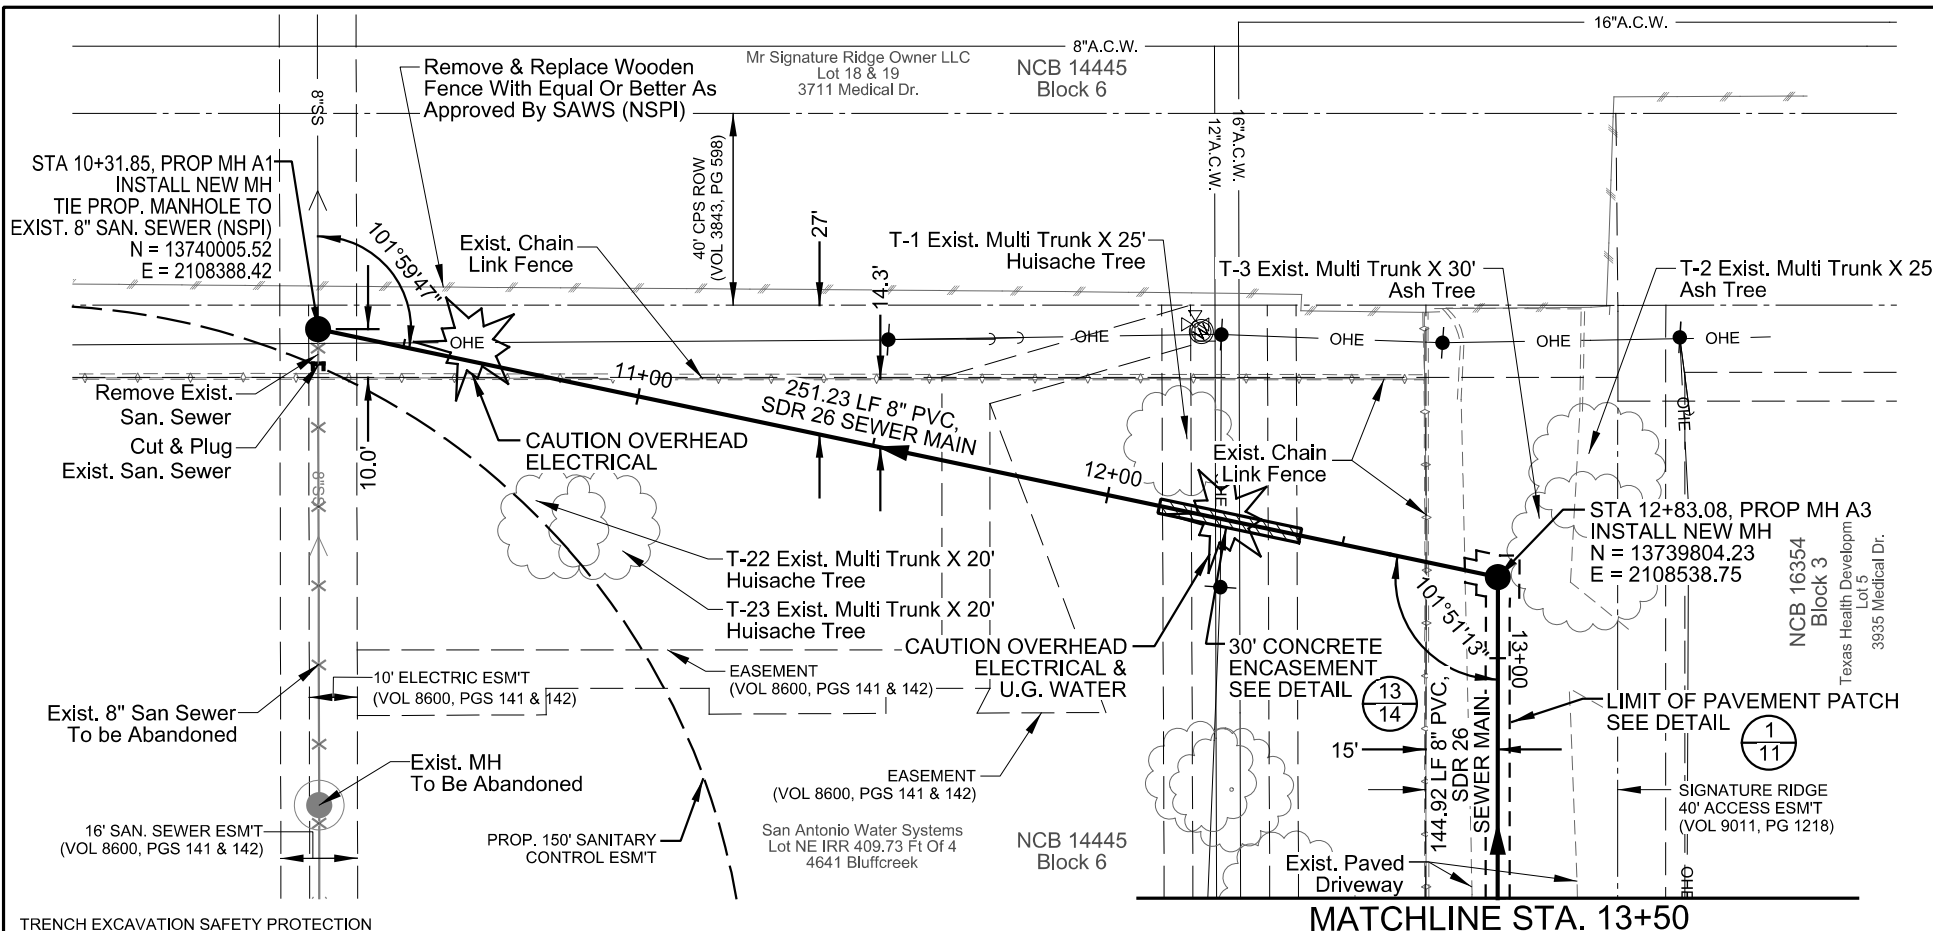 16"A.C.W.
8"A.C.W.
Mr Signature Ridge Owner LLC
Lot 18 & 19
3711 Medical Dr.
NCB 14445
Block 6
Remove & Replace Wooden
Fence With Equal Or Better As
Approved By SAWS (NSPI)
8"SS
12"A.C.W.
16"A.C.W.
40' CPS ROW
(VOL 3843, PG 598)
27'
14.3'
STA 10+31.85, PROP MH A1
INSTALL NEW MH
TIE PROP. MANHOLE TO
EXIST. 8" SAN. SEWER (NSPI)
N = 13740005.52
E = 2108388.42
101°59'47"
Exist. Chain
Link Fence
T-1 Exist. Multi Trunk X 25'
Huisache Tree
T-3 Exist. Multi Trunk X 30'
Ash Tree
T-2 Exist. Multi Trunk X 25
Ash Tree
OHE
OHE
OHE
OHE
OHE
OHE
Remove Exist.
San. Sewer
Cut & Plug
Exist. San. Sewer
10.0'
11+00
251.23 LF 8" PVC,
SDR 26 SEWER MAIN
CAUTION OVERHEAD
ELECTRICAL
12+00
Exist. Chain
Link Fence
HE
8"SS
STA 12+83.08, PROP MH A3
INSTALL NEW MH
N = 13739804.23
E = 2108538.75
NCB 16354
Block 3
Texas Health Developm
Lot 5
3935 Medical Dr.
T-22 Exist. Multi Trunk X 20'
Huisache Tree
T-23 Exist. Multi Trunk X 20'
Huisache Tree
101°51'13"
13+00
CAUTION OVERHEAD
ELECTRICAL &
U.G. WATER
30' CONCRETE
ENCASEMENT
SEE DETAIL
13
14
EASEMENT
(VOL 8600, PGS 141 & 142)
10' ELECTRIC ESM'T
(VOL 8600, PGS 141 & 142)
Exist. 8" San Sewer
To be Abandoned
LIMIT OF PAVEMENT PATCH
SEE DETAIL
1
11
15'
144.92 LF 8" PVC,
SDR 26
SEWER MAIN
Exist. MH
To Be Abandoned
EASEMENT
(VOL 8600, PGS 141 & 142)
SIGNATURE RIDGE
40' ACCESS ESM'T
(VOL 9011, PG 1218)
16' SAN. SEWER ESM'T
(VOL 8600, PGS 141 & 142)
PROP. 150' SANITARY
CONTROL ESM'T
San Antonio Water Systems
Lot NE IRR 409.73 Ft Of 4
4641 Bluffcreek
NCB 14445
Block 6
Exist. Paved
Driveway
OHE
MATCHLINE STA. 13+50
TRENCH EXCAVATION SAFETY PROTECTION